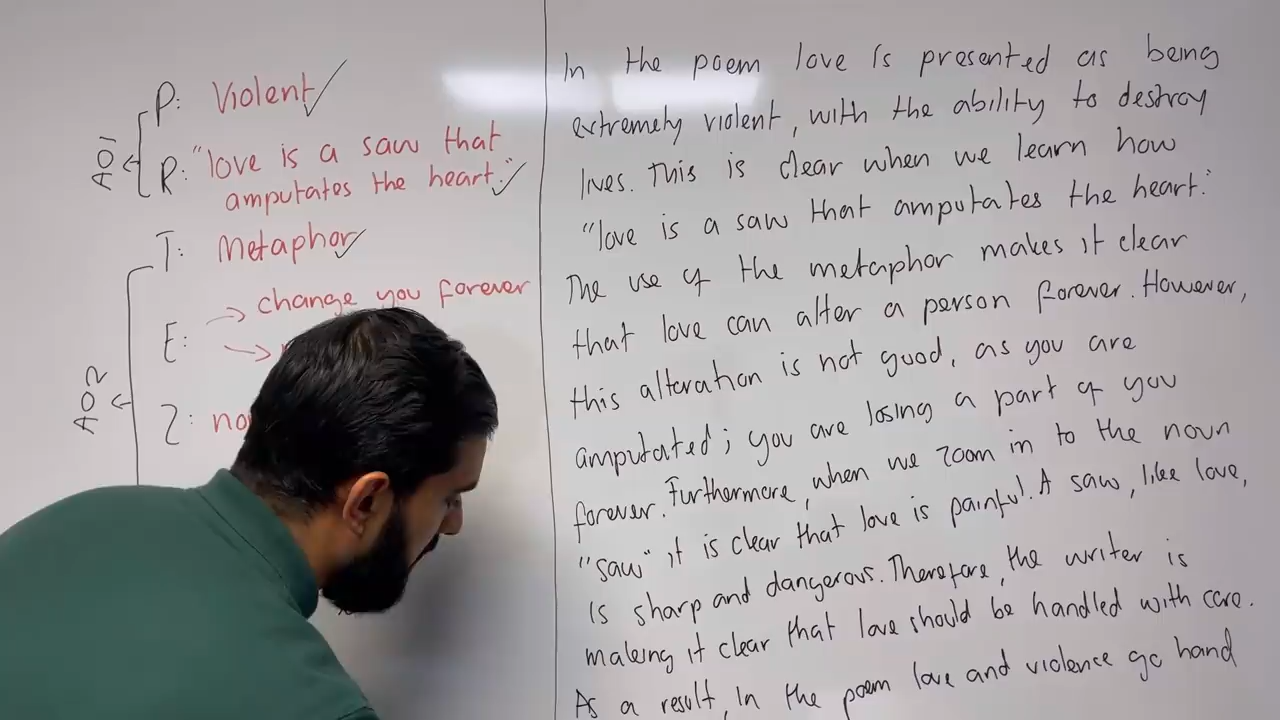 P: Violent
AO1
R: "love is a saw that
amputates the heart."
T: Metaphor
→ change you forever
E:
→
AO2
Z:
In the poem love is presented as being
extremely violent, with the ability to destroy
lives. This is clear when we learn how
"love is a saw that amputates the heart."
The use of the metaphor makes it clear
that love can alter a person forever. However,
this alteration is not good, as you are
amputated; you are losing a part of you
forever. Furthermore, when we zoom in to the noun
"saw" it is clear that love is painful. A saw, like love,
is sharp and dangerous. Therefore, the writer is
making it clear that love should be handled with care.
As a result, in the poem love and violence go hand